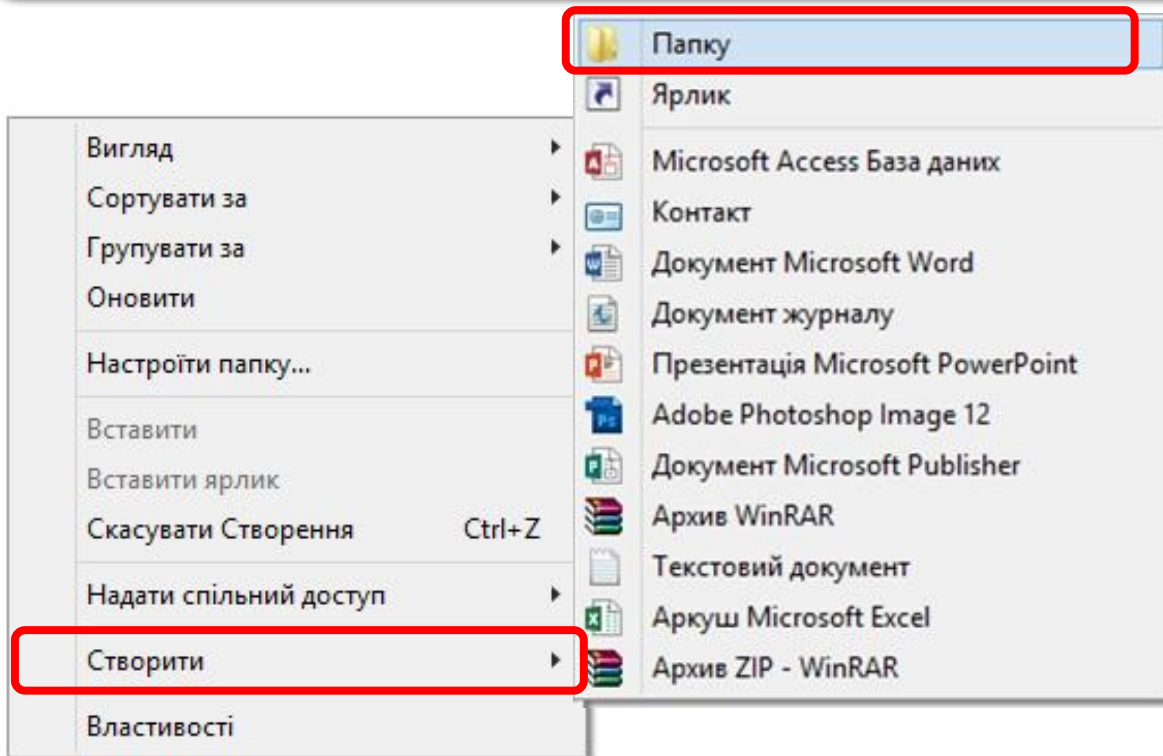 Вигляд
Сортувати за
Групувати за
Оновити
Настроїти папку...
Вставити
Вставити ярлик
Скасувати Створення Ctrl+Z
Надати спільний доступ
Створити
Властивості
Папку
Ярлик
Microsoft Access База даних
Контакт
Документ Microsoft Word
Документ журналу
Презентація Microsoft PowerPoint
Adobe Photoshop Image 12
Документ Microsoft Publisher
Архив WinRAR
Текстовий документ
Аркуш Microsoft Excel
Архив ZIP - WinRAR